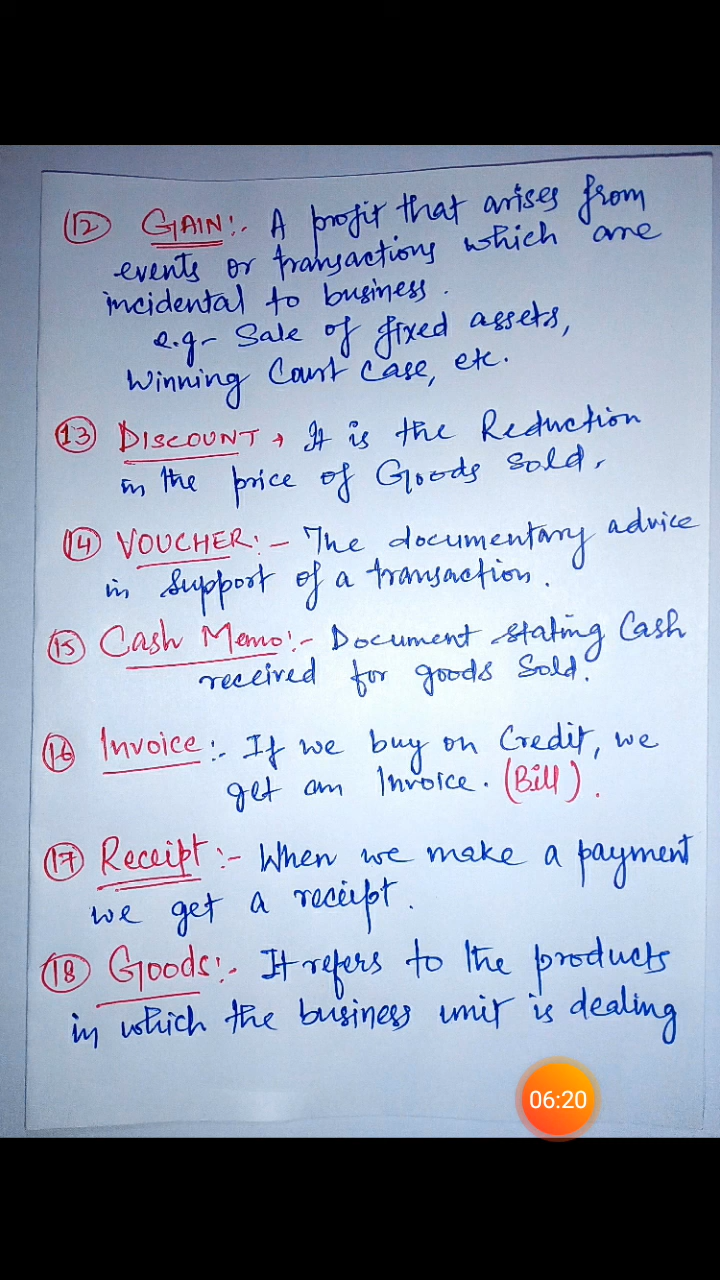 (12) GAIN:- A profit that arises from
events or transactions which are
incidental to business.
e.g- Sale of fixed assets,
Winning Court Case, etc.
(13) DISCOUNT → It is the Reduction
in the price of Goods Sold.
(14) VOUCHER:- The documentary advice
in Support of a transaction.
(15) Cash Memo:- Document stating Cash
received for goods Sold.
(16) Invoice:- If we buy on Credit, we
get an Invoice. (Bill).
(17) Receipt:- When we make a payment
we get a receipt.
(18) Goods:- It refers to the products
in which the business unit is dealing
06:20